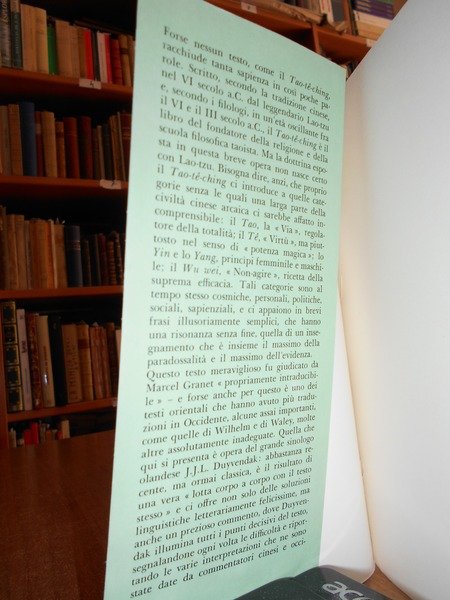 Forse nessun testo, come il Tao-tê-ching,
racchiude tanta sapienza in così poche pa-
role. Scritto, secondo la tradizione cinese,
nel VI secolo a.C. dal leggendario Lao-tzu
e, secondo i filologi, in un'età oscillante fra
il VI e il III secolo a.C., il Tao-tê-ching è il
libro del fondatore della religione e della
scuola filosofica taoista. Ma la dottrina espo-
sta in questa breve opera non nasce certo
con Lao-tzu. Bisogna dire, anzi, che proprio
il Tao-tê-ching ci introduce a quelle cate-
gorie senza le quali una larga parte della
civiltà cinese arcaica ci sarebbe affatto in-
comprensibile: il Tao, la « Via », regola-
tore della totalità; il Tê, « Virtù », ma piut-
tosto nel senso di « potenza magica »; lo
Yin e lo Yang, principi femminile e maschi-
le; il Wu wei, « Non-agire », ricetta della
suprema efficacia. Tali categorie sono al
tempo stesso cosmiche, personali, politiche,
sociali, sapienziali, e ci appaiono in brevi
frasi illusoriamente semplici, che hanno
una risonanza senza fine, quella di un inse-
gnamento che è insieme il massimo della
paradossalità e il massimo dell'evidenza.
Questo testo meraviglioso fu giudicato da
Marcel Granet « propriamente intraducibi-
le » – e forse anche per questo è uno dei
testi orientali che hanno avuto più tradu-
zioni in Occidente, alcune assai importanti,
come quelle di Wilhelm e di Waley, molte
altre assolutamente inadeguate. Quella che
qui si presenta è opera del grande sinologo
olandese J.J.L. Duyvendak: abbastanza re-
cente, ma ormai classica, è il risultato di
una vera « lotta corpo a corpo con il testo
stesso » e ci offre non solo delle soluzioni
linguistiche letterariamente felicissime, ma
anche un prezioso commento, dove Duyven-
dak illumina tutti i punti decisivi del testo,
segnalandone ogni volta le difficoltà e ripor-
tando le varie interpretazioni che ne sono
state date da commentatori cinesi e occi-
ace